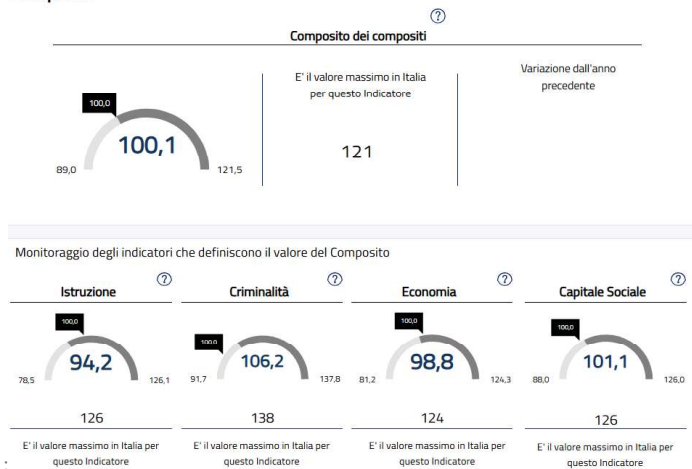 Composito dei compositi
E' il valore massimo in Italia
per questo Indicatore
Variazione dall'anno
precedente
100,0
100,1
89,0
121,5
121
Monitoraggio degli indicatori che definiscono il valore del Composito
Istruzione
Criminalità
Economia
Capitale Sociale
100,0
94,2
78,5
126,1
100,0
106,2
91,7
137,8
100,0
98,8
81,2
124,3
100,0
101,1
88,0
126,0
126
138
124
126
E' il valore massimo in Italia per
questo Indicatore
E' il valore massimo in Italia per
questo Indicatore
E' il valore massimo in Italia per
questo Indicatore
E' il valore massimo in Italia per
questo Indicatore